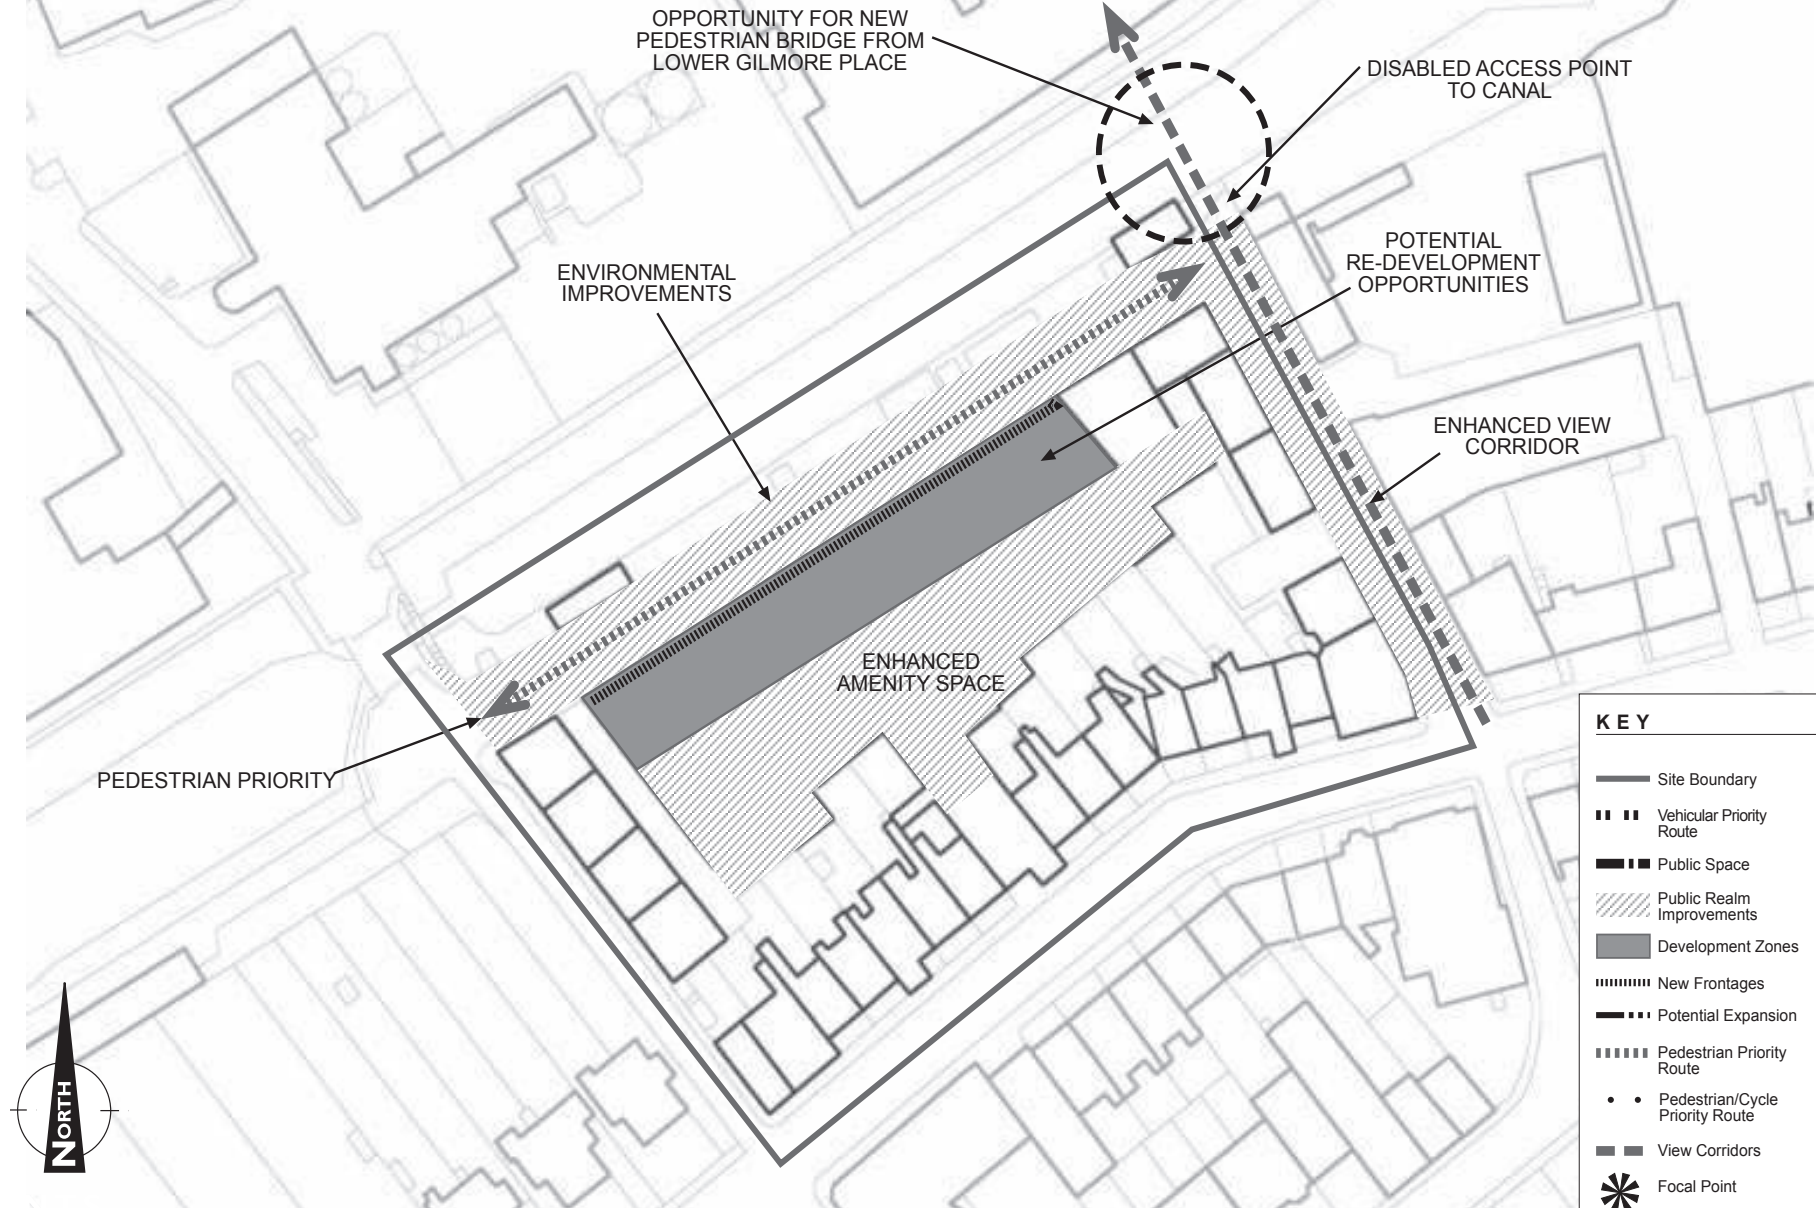 OPPORTUNITY FOR NEW
PEDESTRIAN BRIDGE FROM
LOWER GILMORE PLACE
DISABLED ACCESS POINT
TO CANAL
POTENTIAL
RE-DEVELOPMENT
OPPORTUNITIES
ENVIRONMENTAL
IMPROVEMENTS
ENHANCED VIEW
CORRIDOR
ENHANCED
AMENITY SPACE
PEDESTRIAN PRIORITY
NORTH
KEY
Site Boundary
Vehicular Priority
Route
Public Space
Public Realm
Improvements
Development Zones
New Frontages
Potential Expansion
Pedestrian Priority
Route
Pedestrian/Cycle
Priority Route
View Corridors
Focal Point